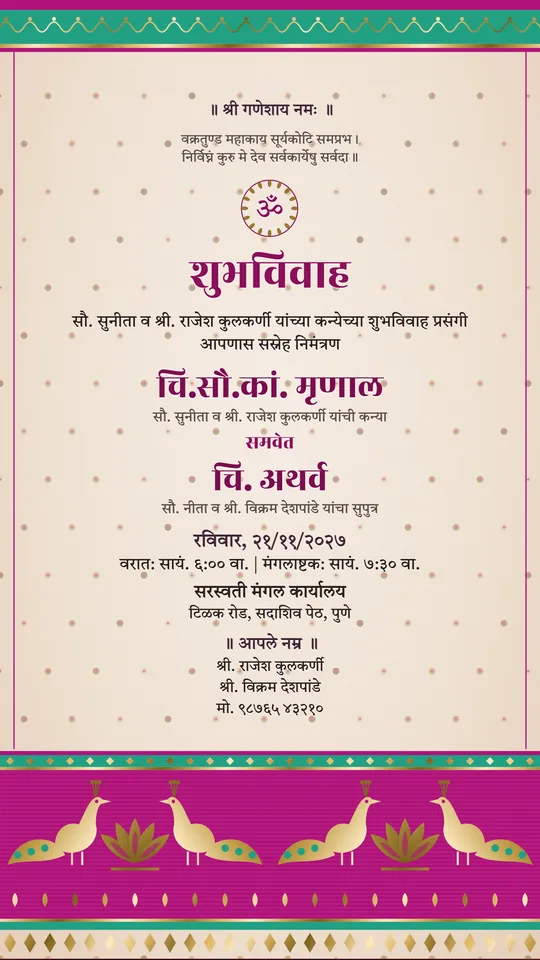 ॥ श्री गणेशाय नमः ॥
वक्रतुण्ड महाकाय सूर्यकोटि समप्रभ।
निर्विघ्नं कुरु मे देव सर्वकार्येषु सर्वदा॥
ॐ
शुभविवाह
सौ. सुनीता व श्री. राजेश कुलकर्णी यांच्या कन्येच्या शुभविवाह प्रसंगी
आपणास सस्नेह निमंत्रण
चि.सौ.कां. मृणाल
सौ. सुनीता व श्री. राजेश कुलकर्णी यांची कन्या
समवेत
चि. अथर्व
सौ. नीता व श्री. विक्रम देशपांडे यांचा सुपुत्र
रविवार, २१/११/२०२७
वरात: सायं. ६:०० वा. | मंगलाष्टक: सायं. ७:३० वा.
सरस्वती मंगल कार्यालय
टिळक रोड, सदाशिव पेठ, पुणे
॥ आपले नम्र ॥
श्री. राजेश कुलकर्णी
श्री. विक्रम देशपांडे
मो. ९८७६५ ४३२१०